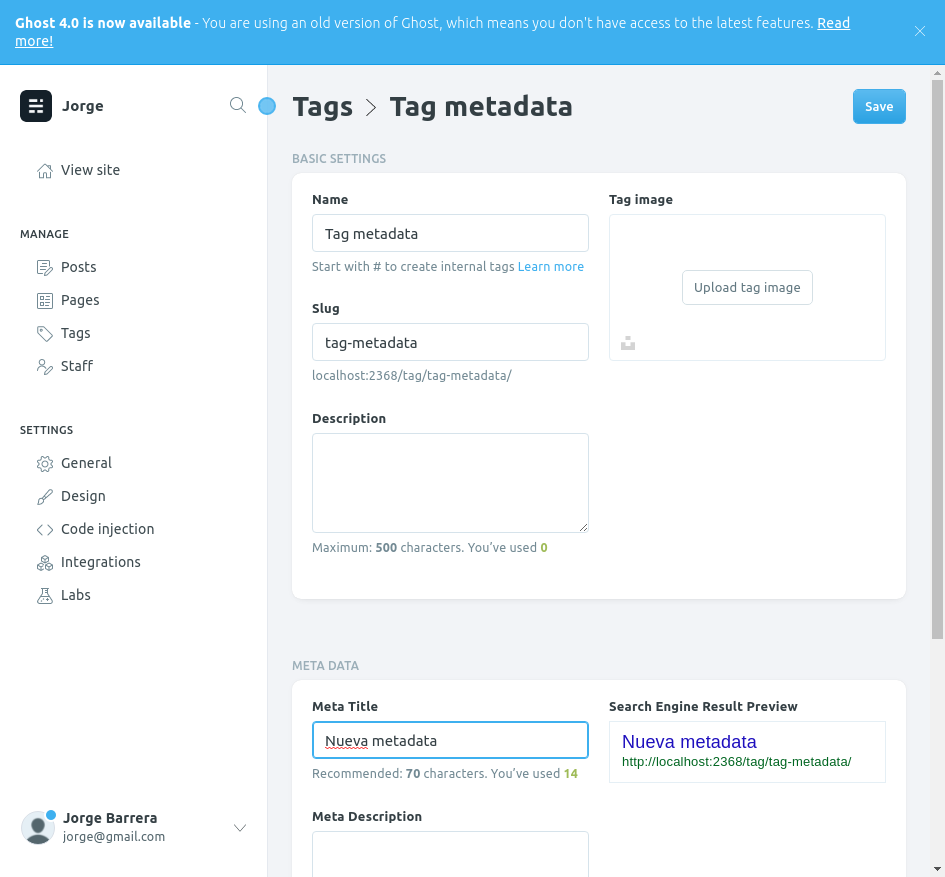 Ghost 4.0 is now available - You are using an old version of Ghost, which means you don't have access to the latest features. Read
more!
Jorge
View site
MANAGE
Posts
Pages
Tags
Staff
SETTINGS
General
Design
Code injection
Integrations
Labs
Jorge Barrera
jorge@gmail.com
Tags > Tag metadata
Save
BASIC SETTINGS
Name
Tag metadata
Start with # to create internal tags Learn more
Slug
tag-metadata
localhost:2368/tag/tag-metadata/
Description
Maximum: 500 characters. You’ve used 0
Tag image
Upload tag image
META DATA
Meta Title
Nueva metadata
Recommended: 70 characters. You’ve used 14
Meta Description
Search Engine Result Preview
Nueva metadata
http://localhost:2368/tag/tag-metadata/